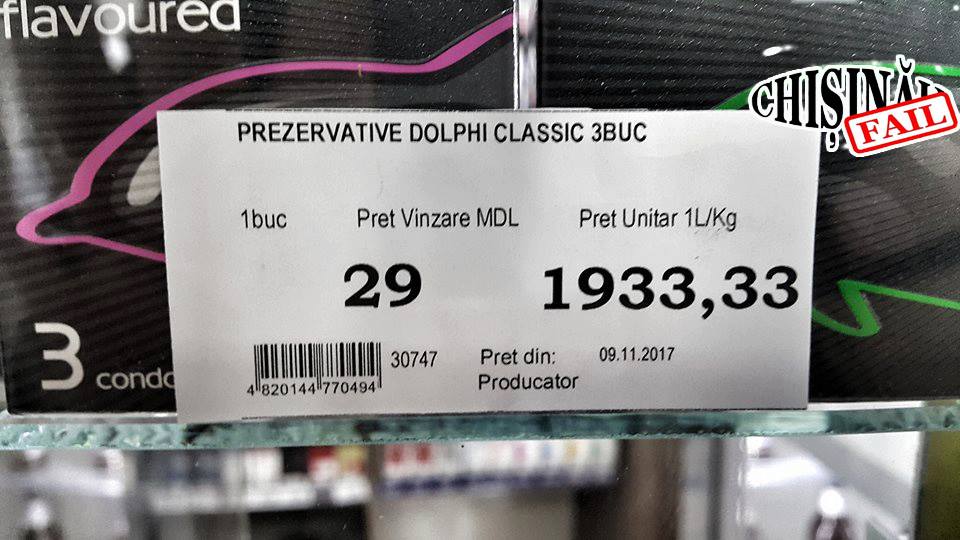 flavoured
CHIȘINĂU
FAIL
PREZERVATIVE DOLPHI CLASSIC 3BUC
1buc Pret Vinzare MDL Pret Unitar 1L/Kg
29 1933,33
30747 Pret din: 09.11.2017
4 820144 770494 Producator
3